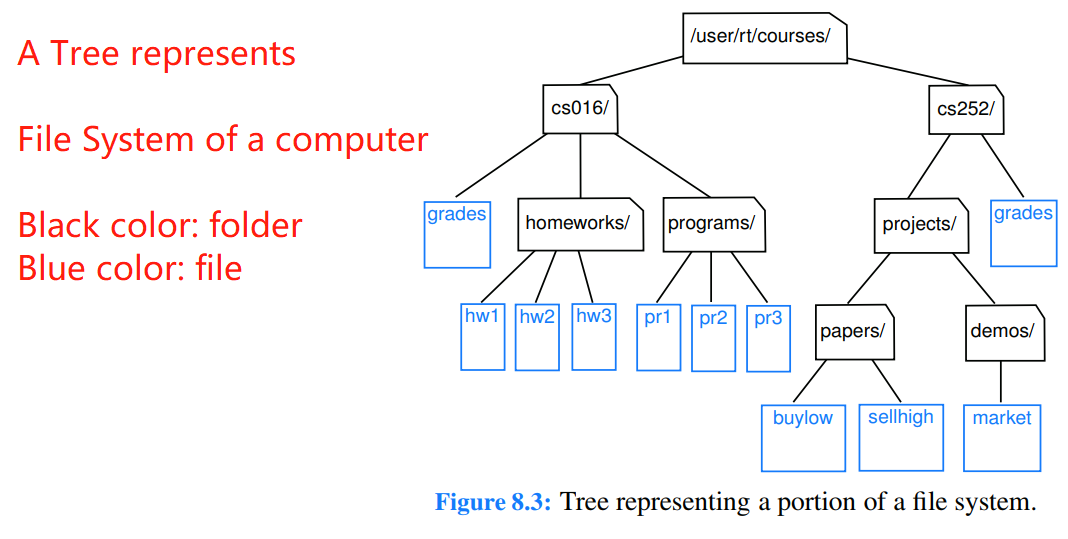 A Tree represents
File System of a computer
Black color: folder
Blue color: file
/user/rt/courses/
cs016/
cs252/
grades
homeworks/
programs/
projects/
grades
hw1
hw2
hw3
pr1
pr2
pr3
papers/
demos/
buylow
sellhigh
market
Figure 8.3: Tree representing a portion of a file system.